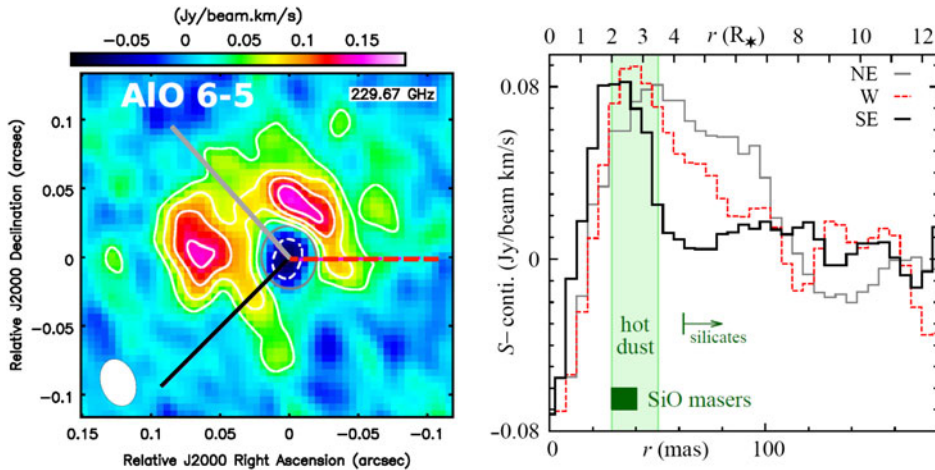 (Jy/beam.km/s)
−0.05 0 0.05 0.1 0.15
AlO 6-5
229.67 GHz
Relative J2000 Declination (arcsec)
0.1
0.05
0
−0.05
−0.1
0.15 0.1 0.05 0 −0.05 −0.1
Relative J2000 Right Ascension (arcsec)
0 1 2 3 4 r (R★) 8 12
S− conti. (Jy/beam km/s)
0.08
0
−0.08
NE
W
SE
hot
dust
silicates
SiO masers
0 r (mas) 100